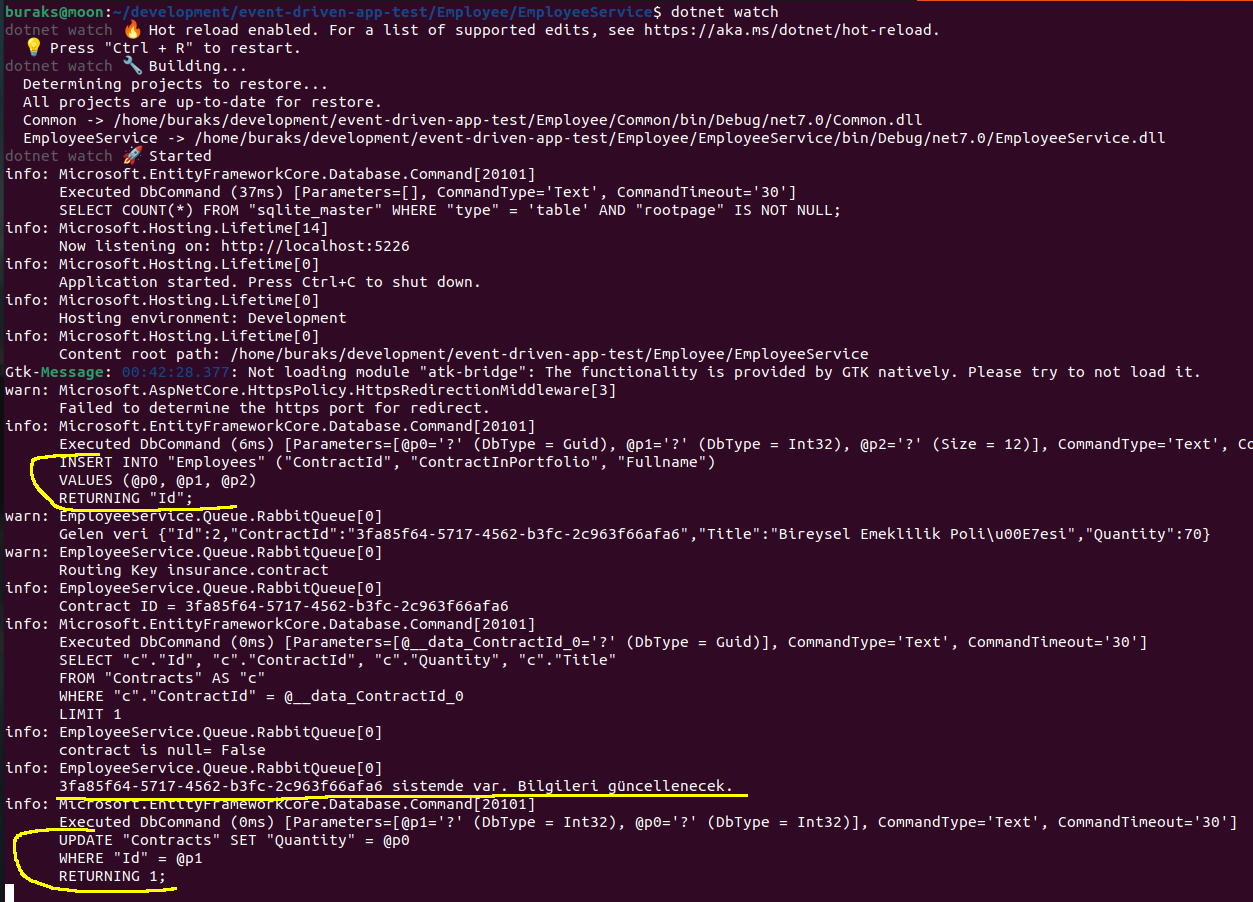 buraks@moon:~/development/event-driven-app-test/Employee/EmployeeService$ dotnet watch
dotnet watch 🔥 Hot reload enabled. For a list of supported edits, see https://aka.ms/dotnet/hot-reload.
💡 Press "Ctrl + R" to restart.
dotnet watch 🔧 Building...
Determining projects to restore...
All projects are up-to-date for restore.
Common -> /home/buraks/development/event-driven-app-test/Employee/Common/bin/Debug/net7.0/Common.dll
EmployeeService -> /home/buraks/development/event-driven-app-test/Employee/EmployeeService/bin/Debug/net7.0/EmployeeService.dll
dotnet watch 🚀 Started
info: Microsoft.EntityFrameworkCore.Database.Command[20101]
Executed DbCommand (37ms) [Parameters=[], CommandType='Text', CommandTimeout='30']
SELECT COUNT(*) FROM "sqlite_master" WHERE "type" = 'table' AND "rootpage" IS NOT NULL;
info: Microsoft.Hosting.Lifetime[14]
Now listening on: http://localhost:5226
info: Microsoft.Hosting.Lifetime[0]
Application started. Press Ctrl+C to shut down.
info: Microsoft.Hosting.Lifetime[0]
Hosting environment: Development
info: Microsoft.Hosting.Lifetime[0]
Content root path: /home/buraks/development/event-driven-app-test/Employee/EmployeeService
Gtk-Message: 00:42:28.377: Not loading module "atk-bridge": The functionality is provided by GTK natively. Please try to not load it.
warn: Microsoft.AspNetCore.HttpsPolicy.HttpsRedirectionMiddleware[3]
Failed to determine the https port for redirect.
info: Microsoft.EntityFrameworkCore.Database.Command[20101]
Executed DbCommand (6ms) [Parameters=[@p0='?' (DbType = Guid), @p1='?' (DbType = Int32), @p2='?' (Size = 12)], CommandType='Text', Co
INSERT INTO "Employees" ("ContractId", "ContractInPortfolio", "Fullname")
VALUES (@p0, @p1, @p2)
RETURNING "Id";
warn: EmployeeService.Queue.RabbitQueue[0]
Gelen veri {"Id":2,"ContractId":"3fa85f64-5717-4562-b3fc-2c963f66afa6","Title":"Bireysel Emeklilik Poli\u00E7esi","Quantity":70}
warn: EmployeeService.Queue.RabbitQueue[0]
Routing Key insurance.contract
info: EmployeeService.Queue.RabbitQueue[0]
Contract ID = 3fa85f64-5717-4562-b3fc-2c963f66afa6
info: Microsoft.EntityFrameworkCore.Database.Command[20101]
Executed DbCommand (0ms) [Parameters=[@__data_ContractId_0='?' (DbType = Guid)], CommandType='Text', CommandTimeout='30']
SELECT "c"."Id", "c"."ContractId", "c"."Quantity", "c"."Title"
FROM "Contracts" AS "c"
WHERE "c"."ContractId" = @__data_ContractId_0
LIMIT 1
info: EmployeeService.Queue.RabbitQueue[0]
contract is null= False
info: EmployeeService.Queue.RabbitQueue[0]
3fa85f64-5717-4562-b3fc-2c963f66afa6 sistemde var. Bilgileri güncellenecek.
info: Microsoft.EntityFrameworkCore.Database.Command[20101]
Executed DbCommand (0ms) [Parameters=[@p1='?' (DbType = Int32), @p0='?' (DbType = Int32)], CommandType='Text', CommandTimeout='30']
UPDATE "Contracts" SET "Quantity" = @p0
WHERE "Id" = @p1
RETURNING 1;